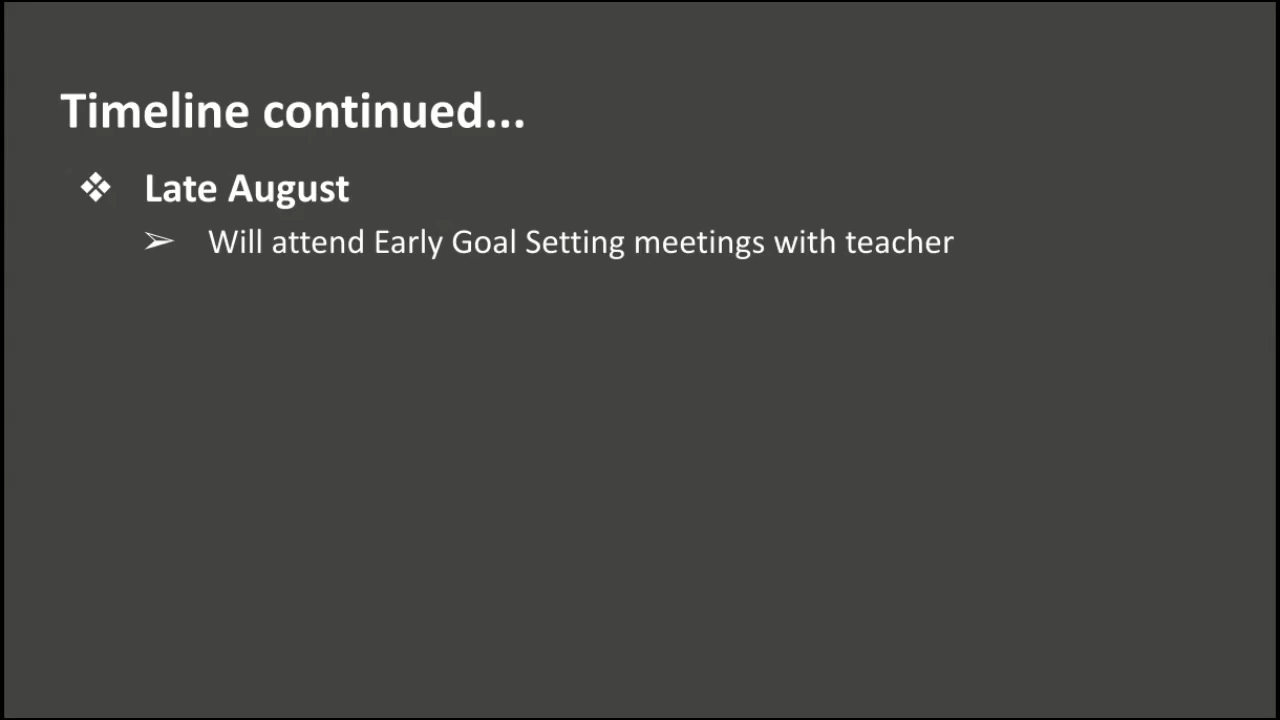 Timeline continued...
❖ Late August
➢ Will attend Early Goal Setting meetings with teacher